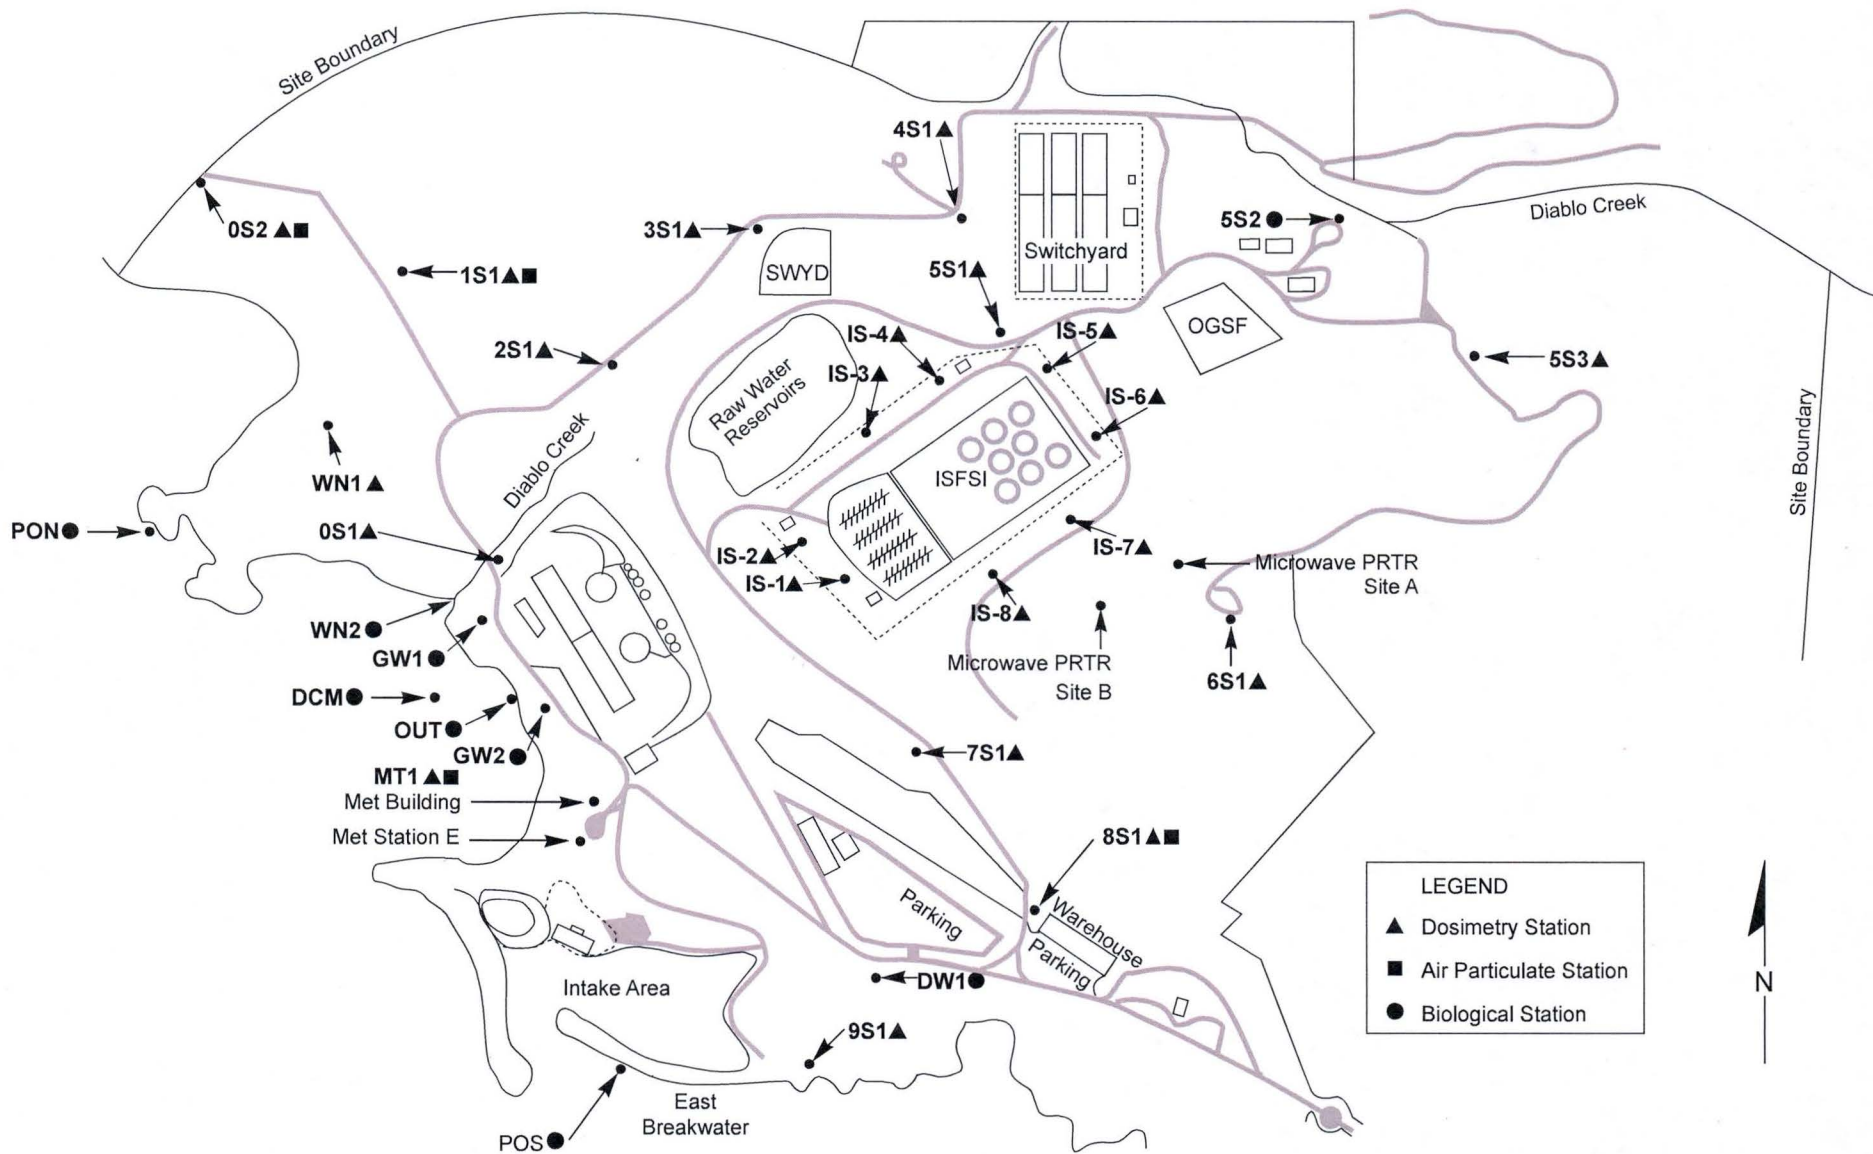 Site Boundary
4S1▲
0S2 ▲■
3S1▲
5S2 ●
Diablo Creek
Switchyard
SWYD
1S1▲■
5S1▲
OGSF
2S1▲
IS-4▲
IS-5▲
5S3▲
IS-3▲
Raw Water
Reservoirs
IS-6▲
Site Boundary
Diablo Creek
ISFSI
WN1 ▲
PON●
0S1▲
IS-2▲
IS-7▲
IS-1▲
Microwave PRTR
Site A
IS-8▲
WN2●
GW1●
Microwave PRTR
Site B
6S1▲
DCM●
OUT●
GW2●
7S1▲
MT1 ▲■
Met Building
Met Station E
8S1▲■
Parking
Warehouse
Parking
LEGEND
▲ Dosimetry Station
■ Air Particulate Station
● Biological Station
N
DW1●
Intake Area
9S1▲
East
Breakwater
POS●